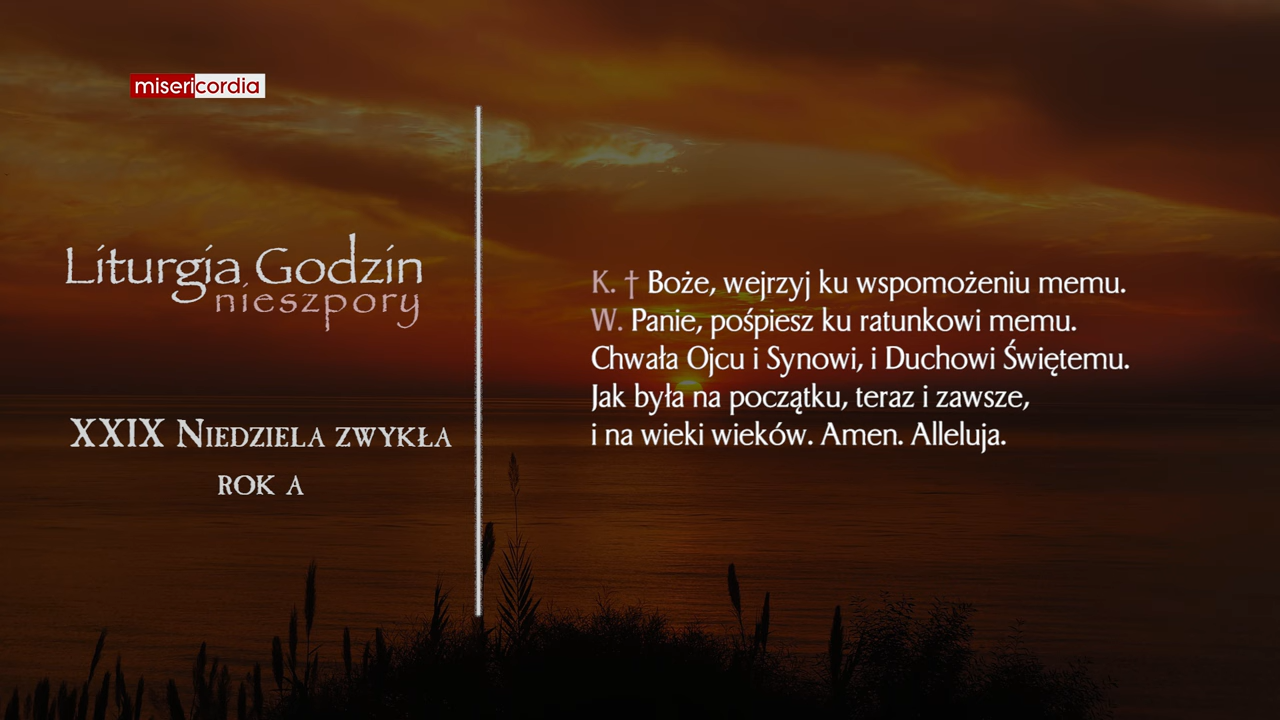 misericordia
Liturgia Godzin
nieszpory
XXIX Niedziela zwykła
rok A
K. † Boże, wejrzyj ku wspomożeniu memu.
W. Panie, pośpiesz ku ratunkowi memu.
Chwała Ojcu i Synowi, i Duchowi Świętemu.
Jak była na początku, teraz i zawsze,
i na wieki wieków. Amen. Alleluja.